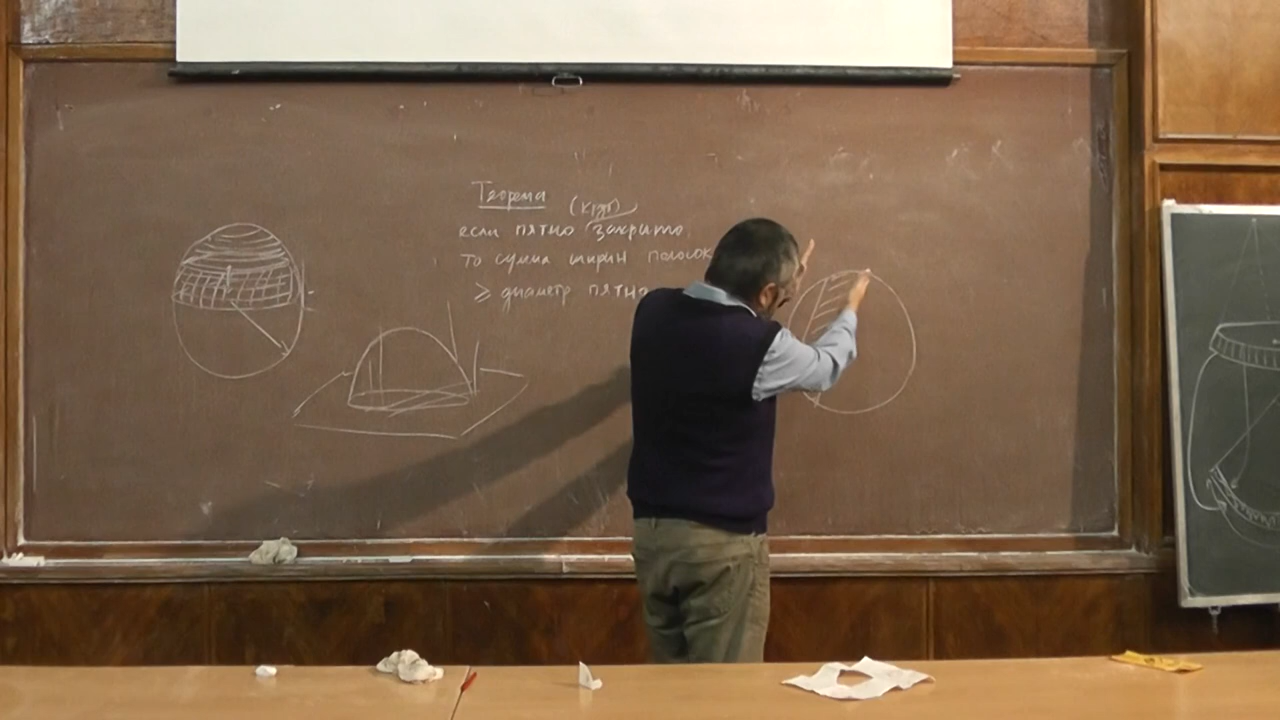 Теорема
если пятно закрыто,
то сумма ширин полосок
≥ диаметр пятна